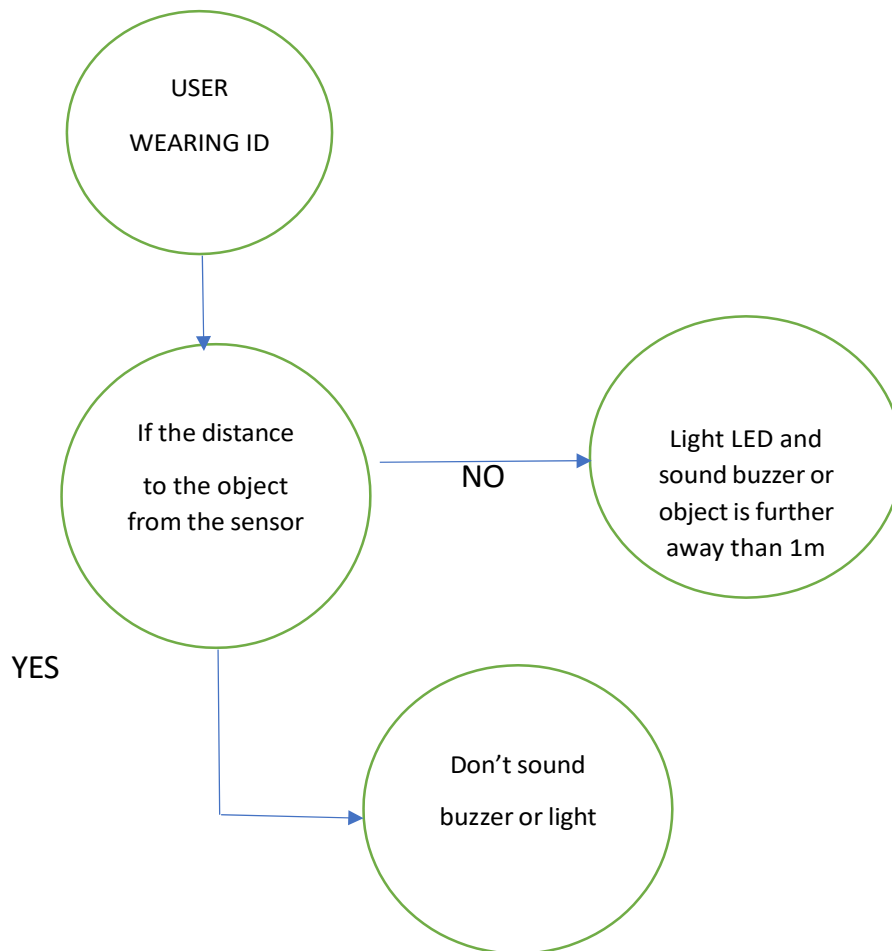 USER
WEARING ID
If the distance
to the object
from the sensor
NO
Light LED and
sound buzzer or
object is further
away than 1m
YES
Don’t sound
buzzer or light